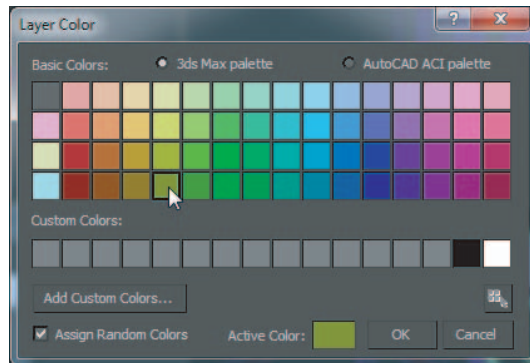 Layer Color
Basic Colors: 3ds Max palette AutoCAD ACI palette
Custom Colors:
Add Custom Colors...
Assign Random Colors Active Color: OK Cancel